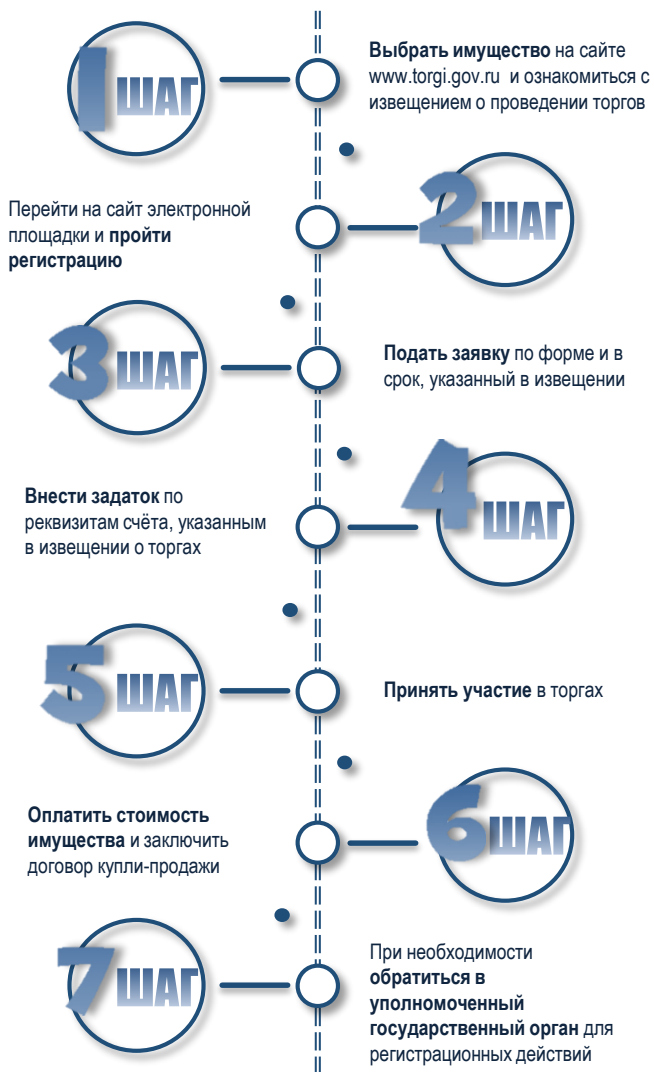 1 ШАГ
Выбрать имущество на сайте
www.torgi.gov.ru и ознакомиться с
извещением о проведении торгов
2 ШАГ
Перейти на сайт электронной
площадки и пройти
регистрацию
3 ШАГ
Подать заявку по форме и в
срок, указанный в извещении
4 ШАГ
Внести задаток по
реквизитам счёта, указанным
в извещении о торгах
5 ШАГ
Принять участие в торгах
6 ШАГ
Оплатить стоимость
имущества и заключить
договор купли-продажи
7 ШАГ
При необходимости
обратиться в
уполномоченный
государственный орган для
регистрационных действий